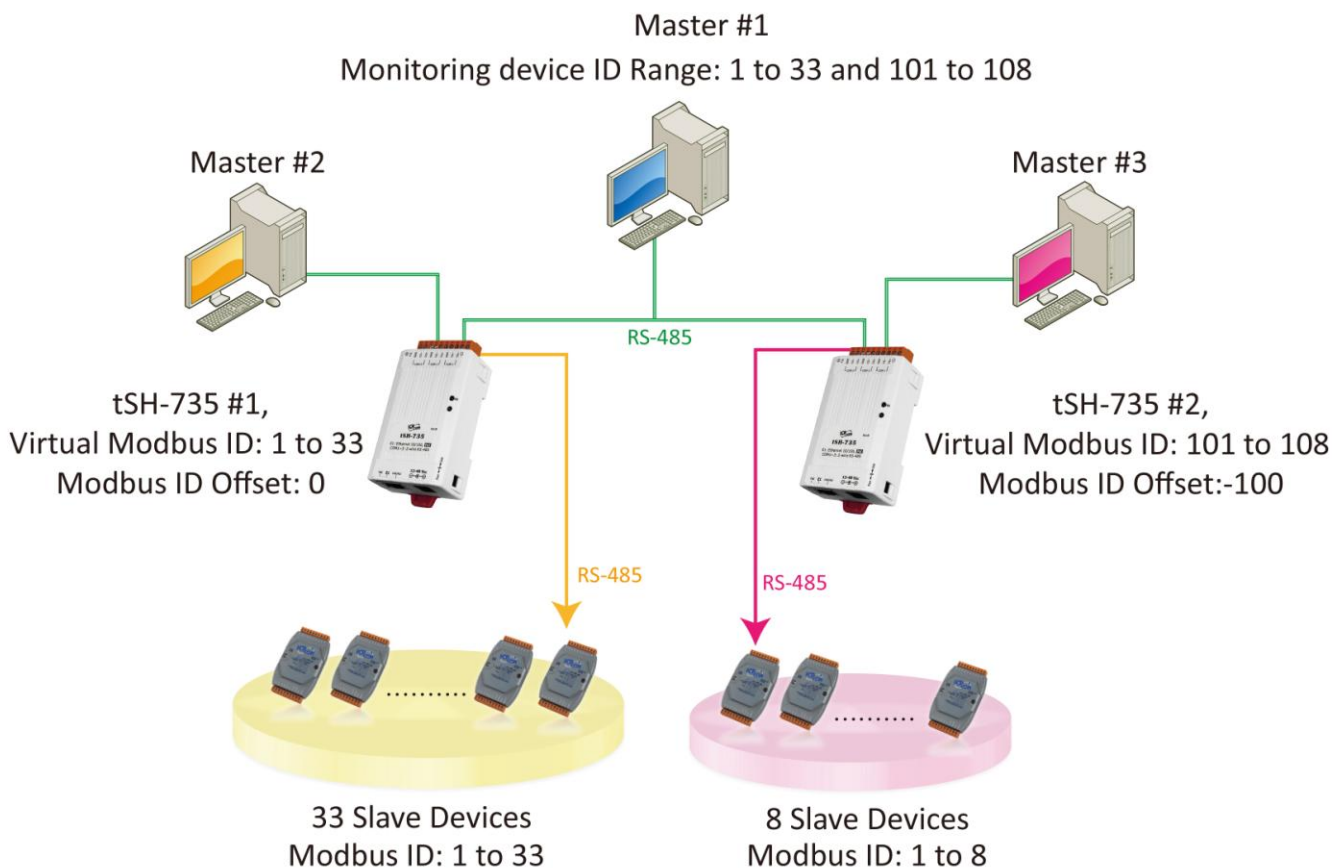 Master #1
Monitoring device ID Range: 1 to 33 and 101 to 108
Master #2
Master #3
RS-485
tSH-735 #1,
Virtual Modbus ID: 1 to 33
Modbus ID Offset: 0
tSH-735 #2,
Virtual Modbus ID: 101 to 108
Modbus ID Offset:-100
RS-485
RS-485
33 Slave Devices
Modbus ID: 1 to 33
8 Slave Devices
Modbus ID: 1 to 8